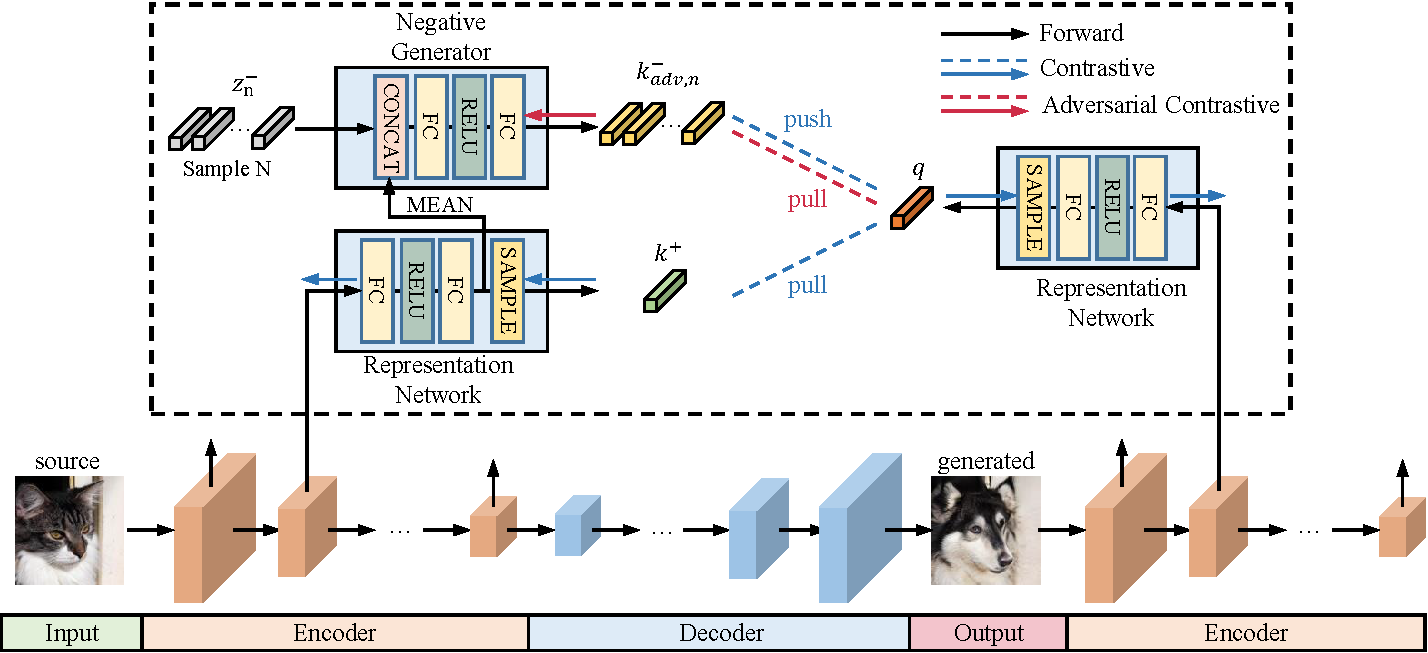 Negative
Generator
z_n^-
...
Sample N
CONCAT
FC
RELU
FC
k_{adv,n}^-
...
Forward
Contrastive
Adversarial Contrastive
push
pull
q
SAMPLE
FC
RELU
FC
Representation
Network
MEAN
FC
RELU
FC
SAMPLE
Representation
Network
k^+
pull
source
...
...
generated
...
Input
Encoder
Decoder
Output
Encoder